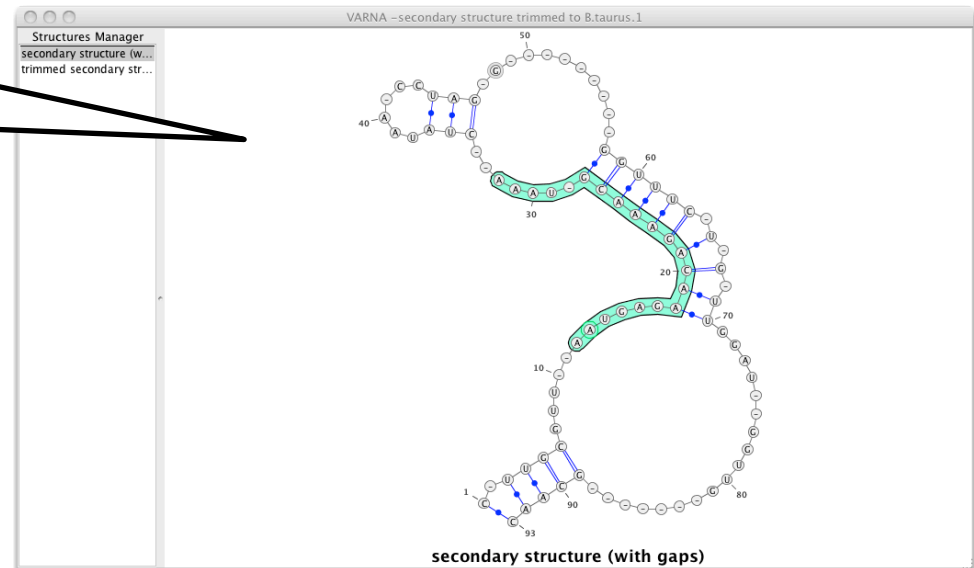 VARNA –secondary structure trimmed to B.taurus.1
Structures Manager
secondary structure (w...
trimmed secondary str...
50
40
60
30
20
70
10
1
80
90
93
secondary structure (with gaps)